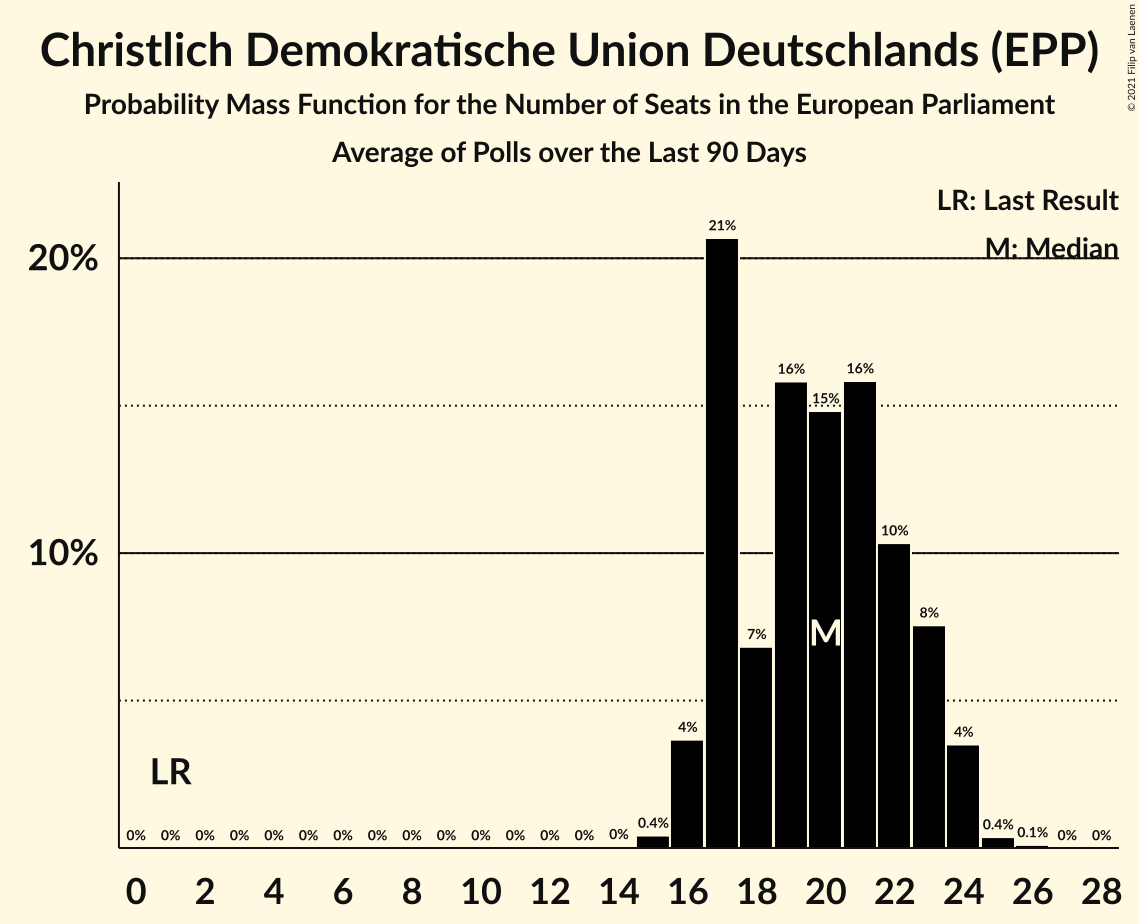 Christlich Demokratische Union Deutschlands (EPP)
Probability Mass Function for the Number of Seats in the European Parliament
Average of Polls over the Last 90 Days
© 2021 Filip van Laenen
LR: Last Result
M: Median
20%
10%
21%
16%
15%
16%
10%
8%
7%
M
4%
4%
LR
0% 0% 0% 0% 0% 0% 0% 0% 0% 0% 0% 0% 0% 0% 0% 0.4% 0.4% 0.1% 0% 0%
0 2 4 6 8 10 12 14 16 18 20 22 24 26 28